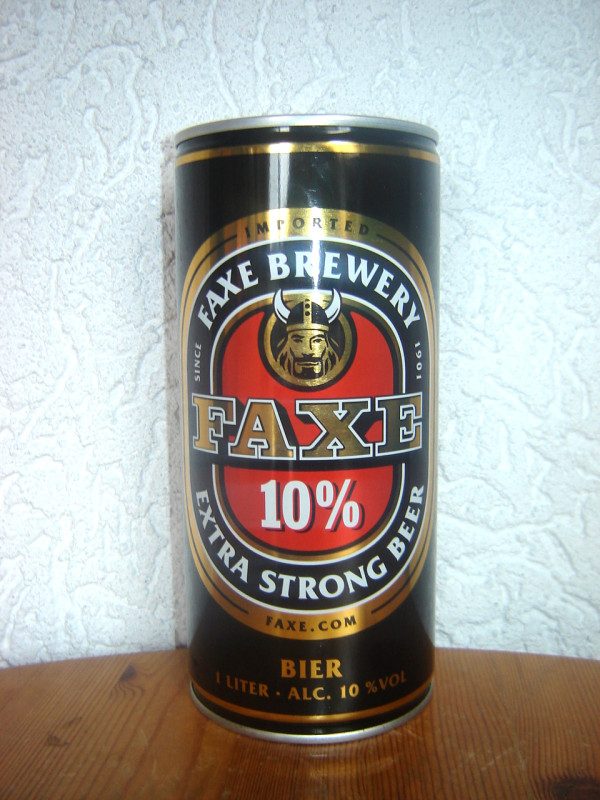 IMPORTED
FAXE BREWERY
SINCE 1901
FAXE
10%
EXTRA STRONG BEER
FAXE.COM
BIER
1 LITER · ALC. 10 %VOL